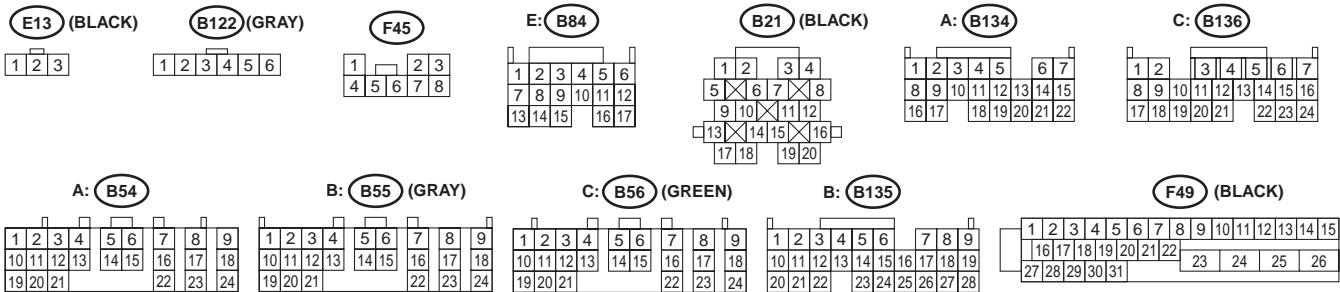 E13 (BLACK) B122 (GRAY) F45 E: B84 B21 (BLACK) A: B134 C: B136
1 2 3
1 2 3 4 5 6
1 2 3
4 5 6 7 8
1 2 3 4 5 6
7 8 9 10 11 12
13 14 15 16 17
1 2 3 4
5 6 7 8
9 10 11 12
13 14 15 16
17 18 19 20
1 2 3 4 5 6 7
8 9 10 11 12 13 14 15
16 17 18 19 20 21 22
1 2 3 4 5 6 7
8 9 10 11 12 13 14 15 16
17 18 19 20 21 22 23 24
A: B54 B: B55 (GRAY) C: B56 (GREEN) B: B135 F49 (BLACK)
1 2 3 4 5 6 7 8 9
10 11 12 13 14 15 16 17 18
19 20 21 22 23 24
1 2 3 4 5 6 7 8 9
10 11 12 13 14 15 16 17 18
19 20 21 22 23 24
1 2 3 4 5 6 7 8 9
10 11 12 13 14 15 16 17 18
19 20 21 22 23 24
1 2 3 4 5 6 7 8 9
10 11 12 13 14 15 16 17 18 19
20 21 22 23 24 25 26 27 28
1 2 3 4 5 6 7 8 9 10 11 12 13 14 15
16 17 18 19 20 21 22 23 24 25 26
27 28 29 30 31